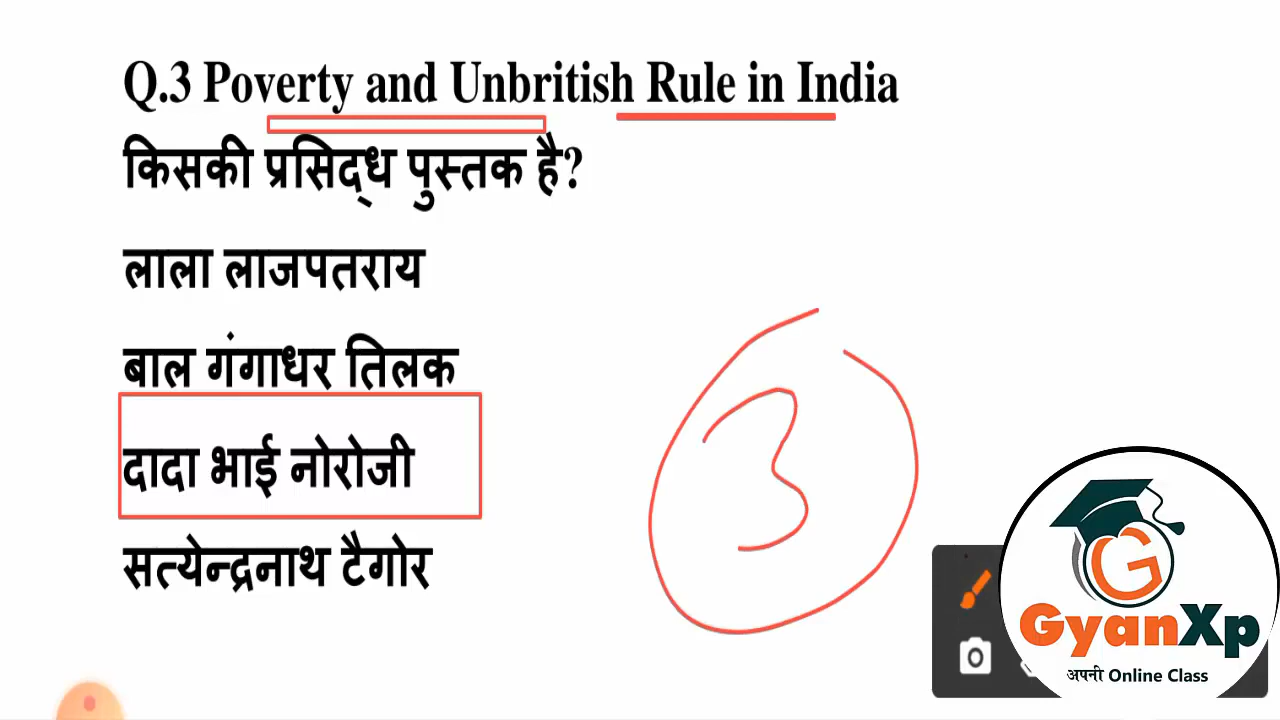 Q.3 Poverty and Unbritish Rule in India
किसकी प्रसिद्ध पुस्तक है?
लाला लाजपतराय
बाल गंगाधर तिलक
दादा भाई नोरोजी
सत्येन्द्रनाथ टैगोर
3
G
GyanXp
अपनी Online Class